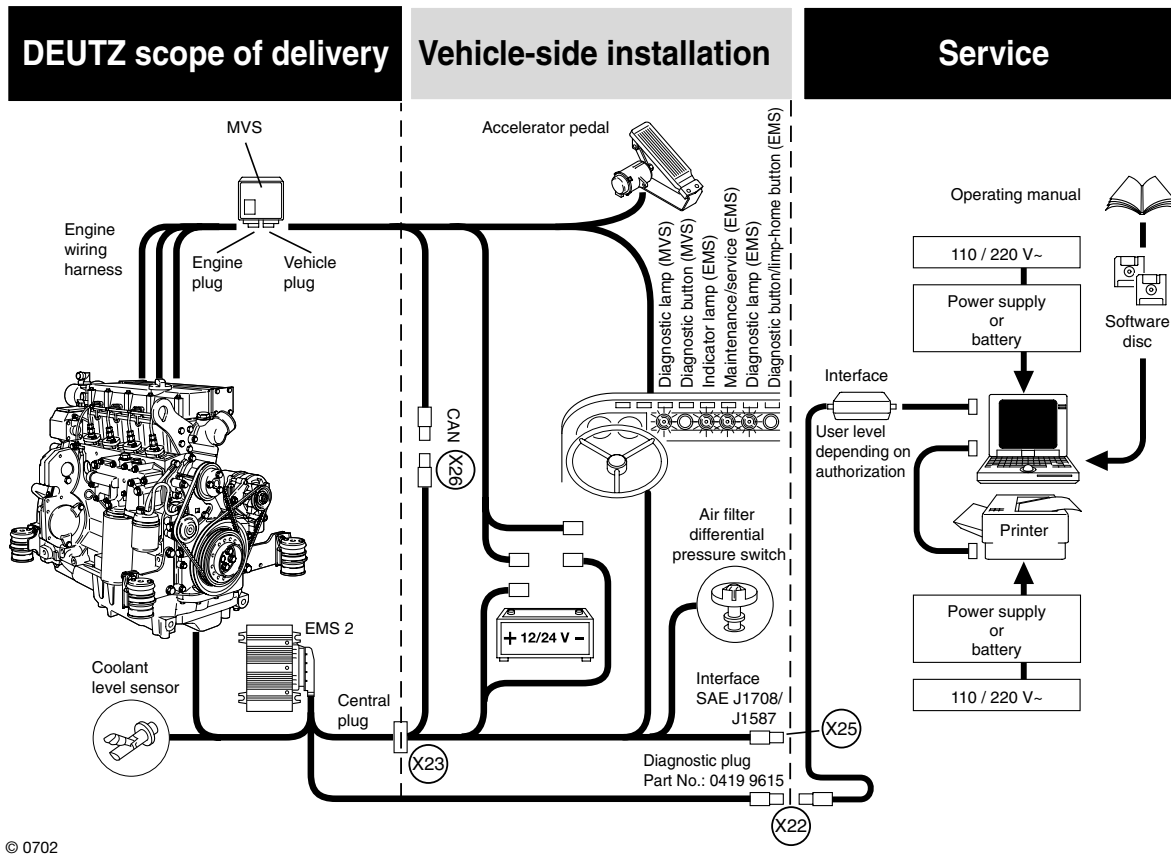 DEUTZ scope of delivery
Vehicle-side installation
Service
MVS
Engine
wiring
harness
Engine
plug
Vehicle
plug
Accelerator pedal
Diagnostic lamp (MVS)
Diagnostic button (MVS)
Indicator lamp (EMS)
Maintenance/service (EMS)
Diagnostic lamp (EMS)
Diagnostic button/limp-home button (EMS)
Operating manual
110 / 220 V~
Power supply
or
battery
Software
disc
Interface
User level
depending on
authorization
CAN
X26
Air filter
differential
pressure switch
Printer
+ 12/24 V –
Power supply
or
battery
110 / 220 V~
EMS 2
Coolant
level sensor
Central
plug
X23
Interface
SAE J1708/
J1587
X25
Diagnostic plug
Part No.: 0419 9615
X22
© 0702